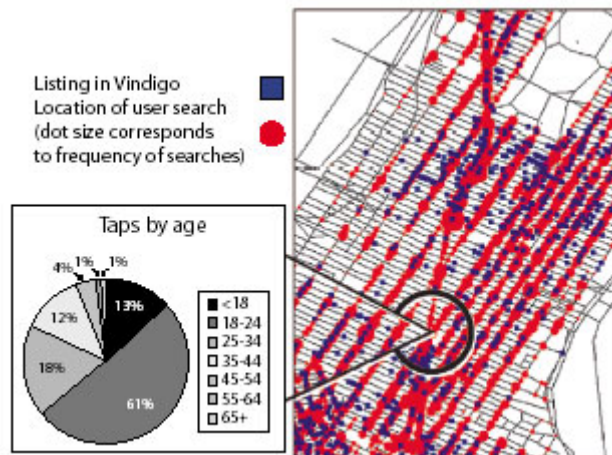 Listing in Vindigo
Location of user search
(dot size corresponds
to frequency of searches)
Taps by age
1%
1%
4%
13%
12%
18%
61%
<18
18-24
25-34
35-44
45-54
55-64
65+